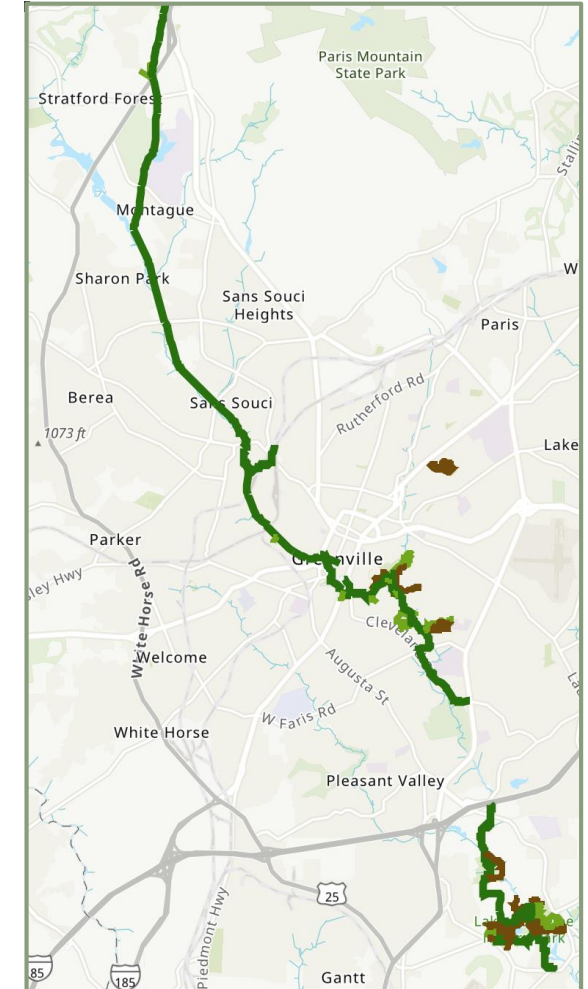 Paris Mountain
State Park
Stratford Forest
Montague
Sharon Park
W
Sans Souci
Heights
Paris
Berea
Sans Souci
Rutherford Rd
1073 ft
Lake
Parker
Greenville
ley Hwy
White Horse Rd
Welcome
Augusta St
W Faris Rd
White Horse
Pleasant Valley
25
Piedmont Hwy
85
185
Gantt